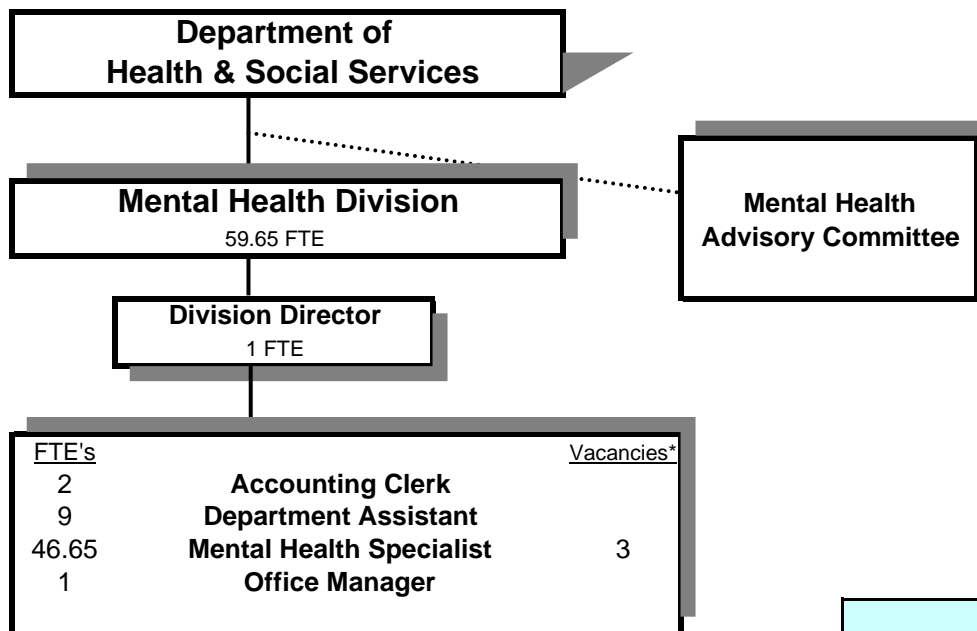 Department of
Health & Social Services
Mental Health Division
59.65 FTE
Mental Health
Advisory Committee
Division Director
1 FTE
FTE's Vacancies*
2 Accounting Clerk
9 Department Assistant
46.65 Mental Health Specialist 3
1 Office Manager